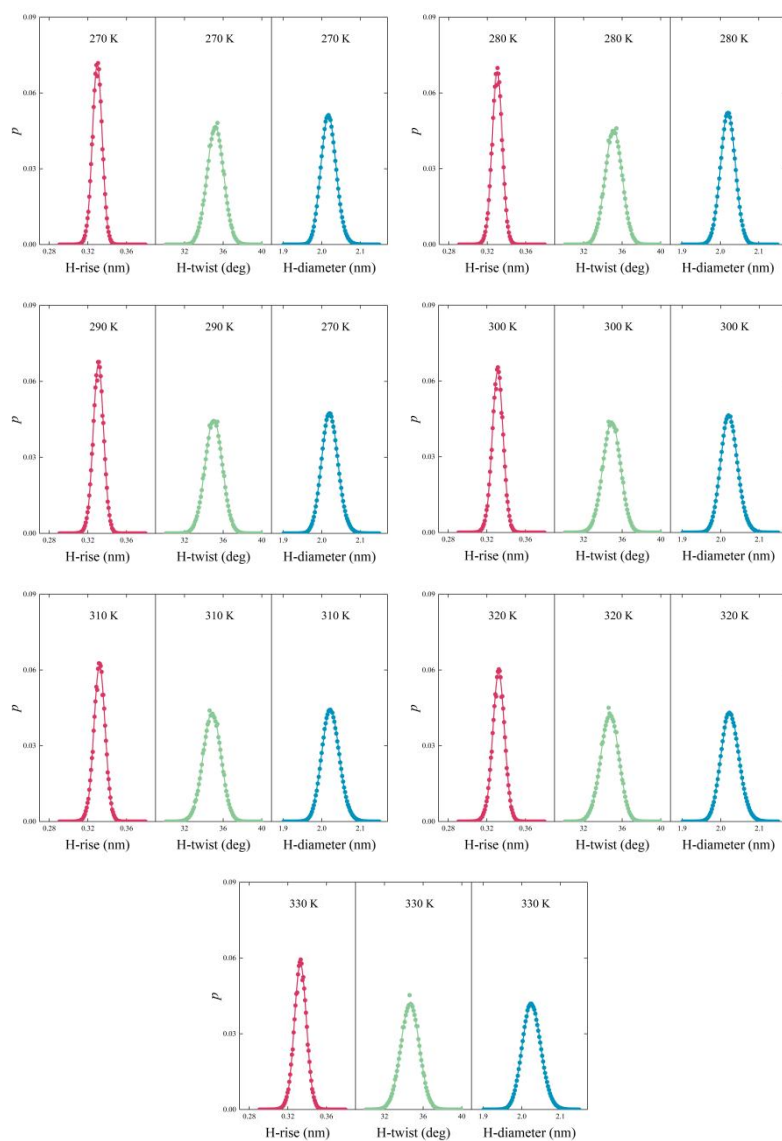 0.09
270 K 270 K 270 K
0.06
p
0.03
0.00
0.28 0.32 0.36 32 36 40 1.9 2.0 2.1
H-rise (nm) H-twist (deg) H-diameter (nm)
0.09
280 K 280 K 280 K
0.06
p
0.03
0.00
0.28 0.32 0.36 32 36 40 1.9 2.0 2.1
H-rise (nm) H-twist (deg) H-diameter (nm)
0.09
290 K 290 K 270 K
0.06
p
0.03
0.00
0.28 0.32 0.36 32 36 40 1.9 2.0 2.1
H-rise (nm) H-twist (deg) H-diameter (nm)
0.09
300 K 300 K 300 K
0.06
p
0.03
0.00
0.28 0.32 0.36 32 36 40 1.9 2.0 2.1
H-rise (nm) H-twist (deg) H-diameter (nm)
0.09
310 K 310 K 310 K
0.06
p
0.03
0.00
0.28 0.32 0.36 32 36 40 1.9 2.0 2.1
H-rise (nm) H-twist (deg) H-diameter (nm)
0.09
320 K 320 K 320 K
0.06
p
0.03
0.00
0.28 0.32 0.36 32 36 40 1.9 2.0 2.1
H-rise (nm) H-twist (deg) H-diameter (nm)
0.09
330 K 330 K 330 K
0.06
p
0.03
0.00
0.28 0.32 0.36 32 36 40 1.9 2.0 2.1
H-rise (nm) H-twist (deg) H-diameter (nm)